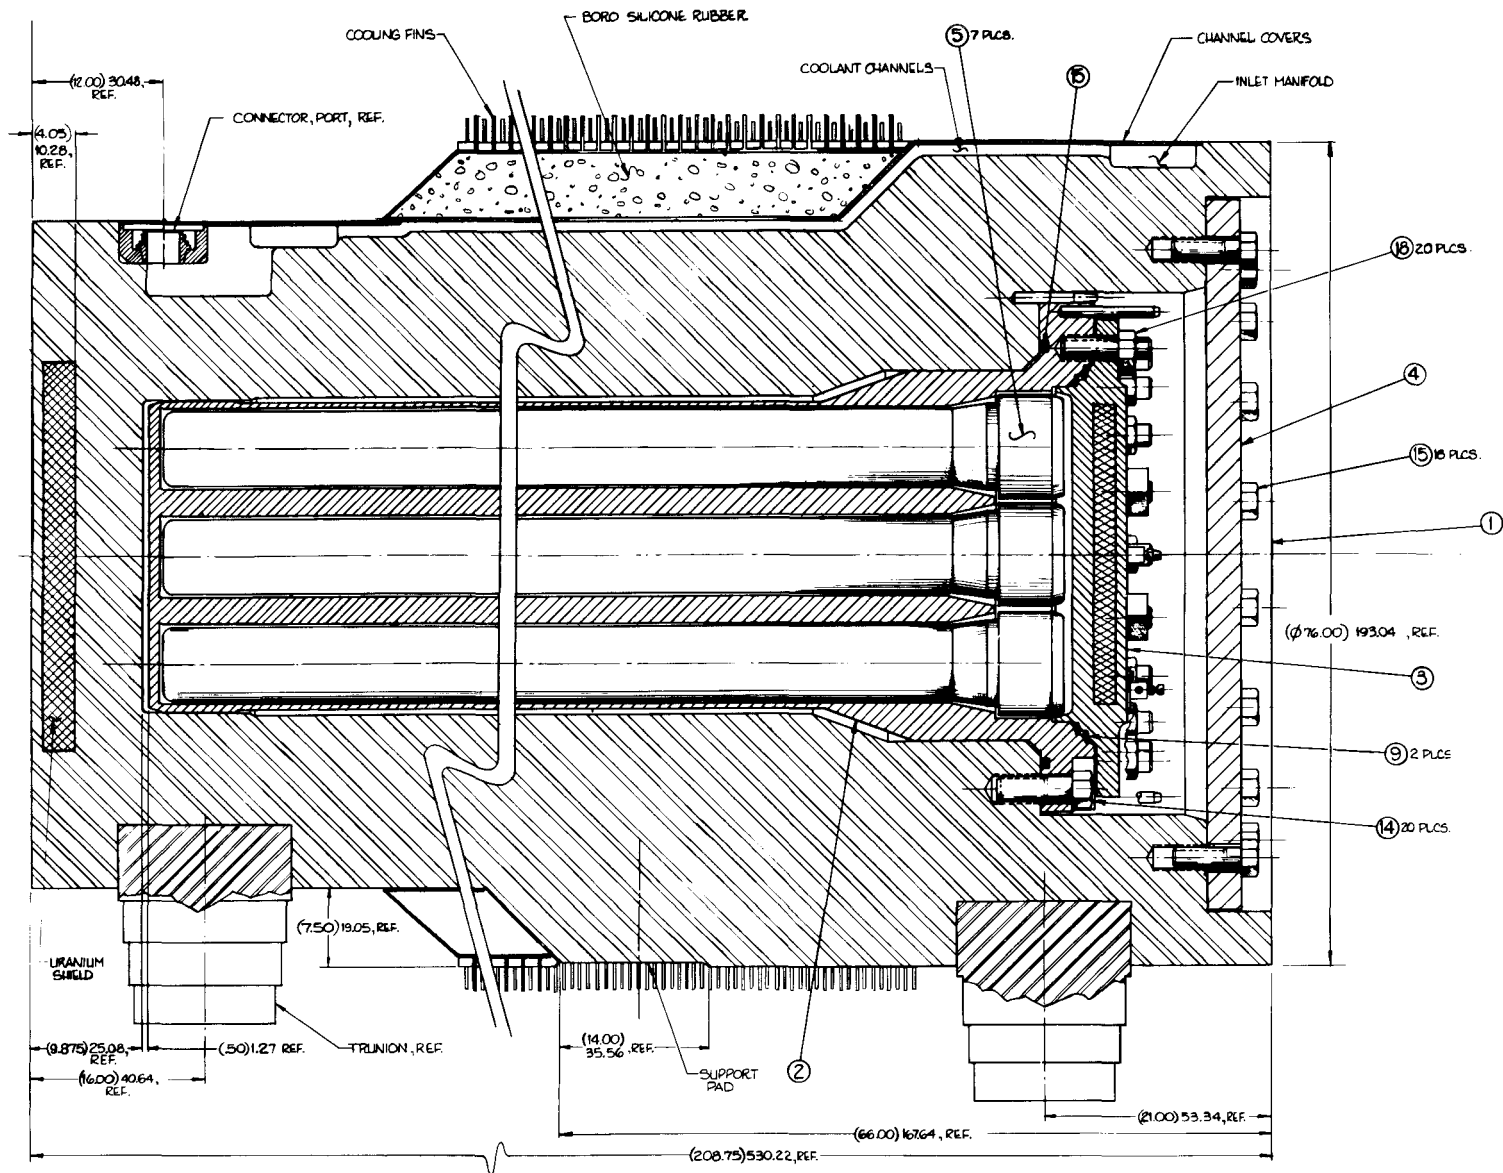 BORO SILICONE RUBBER
COOLING FINS
5 7 PLCS.
CHANNEL COVERS
COOLANT CHANNELS
15
INLET MANIFOLD
(12.00) 30.48,
REF.
CONNECTOR, PORT, REF.
(4.05)
10.28,
REF.
18 20 PLCS.
4
15 18 PLCS.
1
(Ø 76.00) 193.04 , REF.
3
9 2 PLCS
14 20 PLCS.
(7.50) 19.05, REF.
URANIUM
SHIELD
(9.875) 25.08,
REF.
(.50) 1.27 REF.
TRUNION, REF.
(14.00)
35.56, REF.
(16.00) 40.64,
REF.
SUPPORT
PAD
2
(21.00) 53.34, REF.
(66.00) 167.64, REF.
(208.75) 530.22, REF.